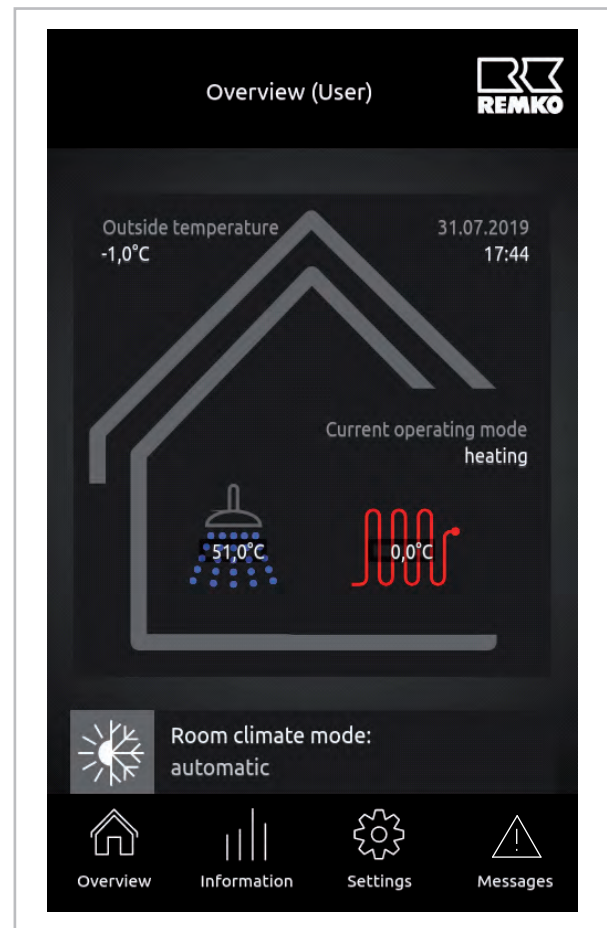 Overview (User)
REMKO
Outside temperature
-1,0°C
31.07.2019
17:44
Current operating mode
heating
51,0°C
0,0°C
Room climate mode:
automatic
Overview
Information
Settings
Messages